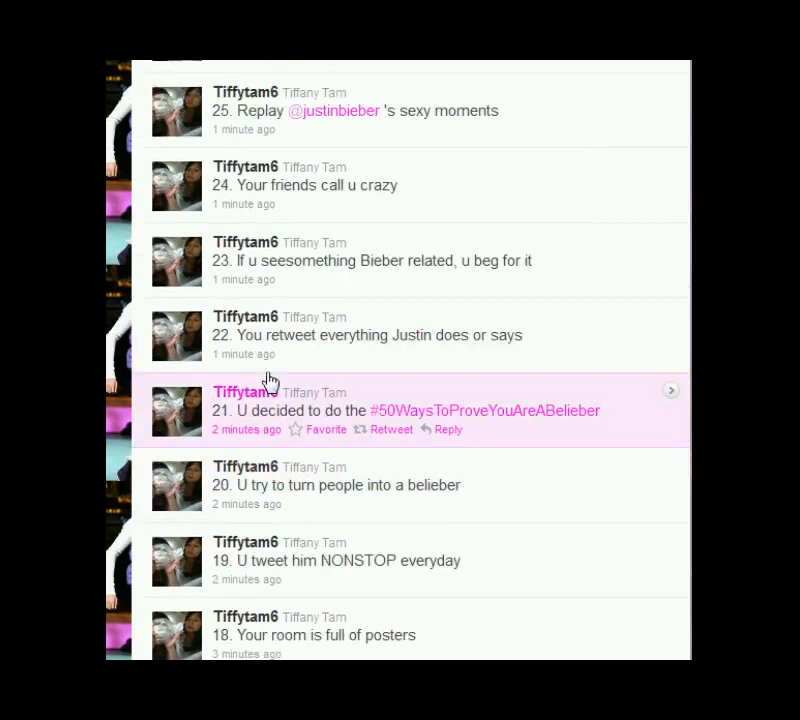 Tiffytam6 Tiffany Tam
25. Replay @justinbieber 's sexy moments
1 minute ago
Tiffytam6 Tiffany Tam
24. Your friends call u crazy
1 minute ago
Tiffytam6 Tiffany Tam
23. If u seesomething Bieber related, u beg for it
1 minute ago
Tiffytam6 Tiffany Tam
22. You retweet everything Justin does or says
1 minute ago
Tiffytam6 Tiffany Tam
21. U decided to do the #50WaysToProveYouAreABelieber
2 minutes ago Favorite Retweet Reply
Tiffytam6 Tiffany Tam
20. U try to turn people into a belieber
2 minutes ago
Tiffytam6 Tiffany Tam
19. U tweet him NONSTOP everyday
2 minutes ago
Tiffytam6 Tiffany Tam
18. Your room is full of posters
3 minutes ago